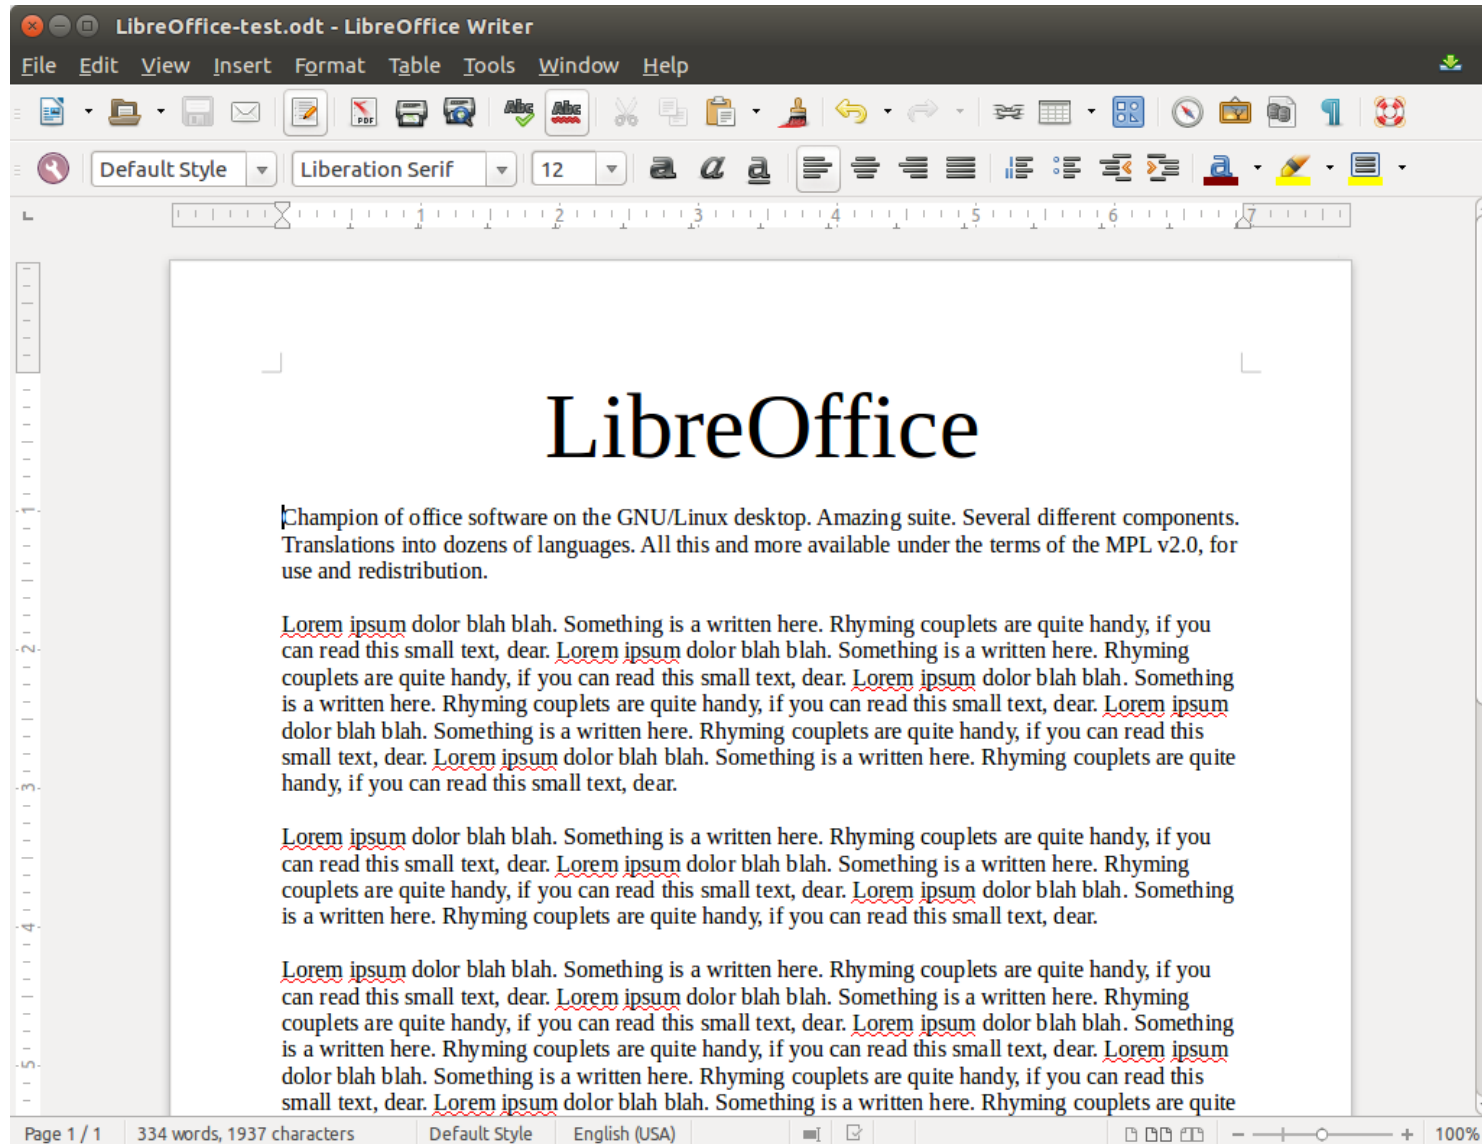 LibreOffice-test.odt - LibreOffice Writer
File Edit View Insert Format Table Tools Window Help
PDF Abc Abc
Default Style Liberation Serif 12 a a a a
1 2 3 4 5 6 7
LibreOffice
Champion of office software on the GNU/Linux desktop. Amazing suite. Several different components.
Translations into dozens of languages. All this and more available under the terms of the MPL v2.0, for
use and redistribution.
Lorem ipsum dolor blah blah. Something is a written here. Rhyming couplets are quite handy, if you
can read this small text, dear. Lorem ipsum dolor blah blah. Something is a written here. Rhyming
couplets are quite handy, if you can read this small text, dear. Lorem ipsum dolor blah blah. Something
is a written here. Rhyming couplets are quite handy, if you can read this small text, dear. Lorem ipsum
dolor blah blah. Something is a written here. Rhyming couplets are quite handy, if you can read this
small text, dear. Lorem ipsum dolor blah blah. Something is a written here. Rhyming couplets are quite
handy, if you can read this small text, dear.
Lorem ipsum dolor blah blah. Something is a written here. Rhyming couplets are quite handy, if you
can read this small text, dear. Lorem ipsum dolor blah blah. Something is a written here. Rhyming
couplets are quite handy, if you can read this small text, dear. Lorem ipsum dolor blah blah. Something
is a written here. Rhyming couplets are quite handy, if you can read this small text, dear.
Lorem ipsum dolor blah blah. Something is a written here. Rhyming couplets are quite handy, if you
can read this small text, dear. Lorem ipsum dolor blah blah. Something is a written here. Rhyming
couplets are quite handy, if you can read this small text, dear. Lorem ipsum dolor blah blah. Something
is a written here. Rhyming couplets are quite handy, if you can read this small text, dear. Lorem ipsum
dolor blah blah. Something is a written here. Rhyming couplets are quite handy, if you can read this
small text, dear. Lorem ipsum dolor blah blah. Something is a written here. Rhyming couplets are quite
1
2
3
4
5
Page 1 / 1 334 words, 1937 characters Default Style English (USA) 100%